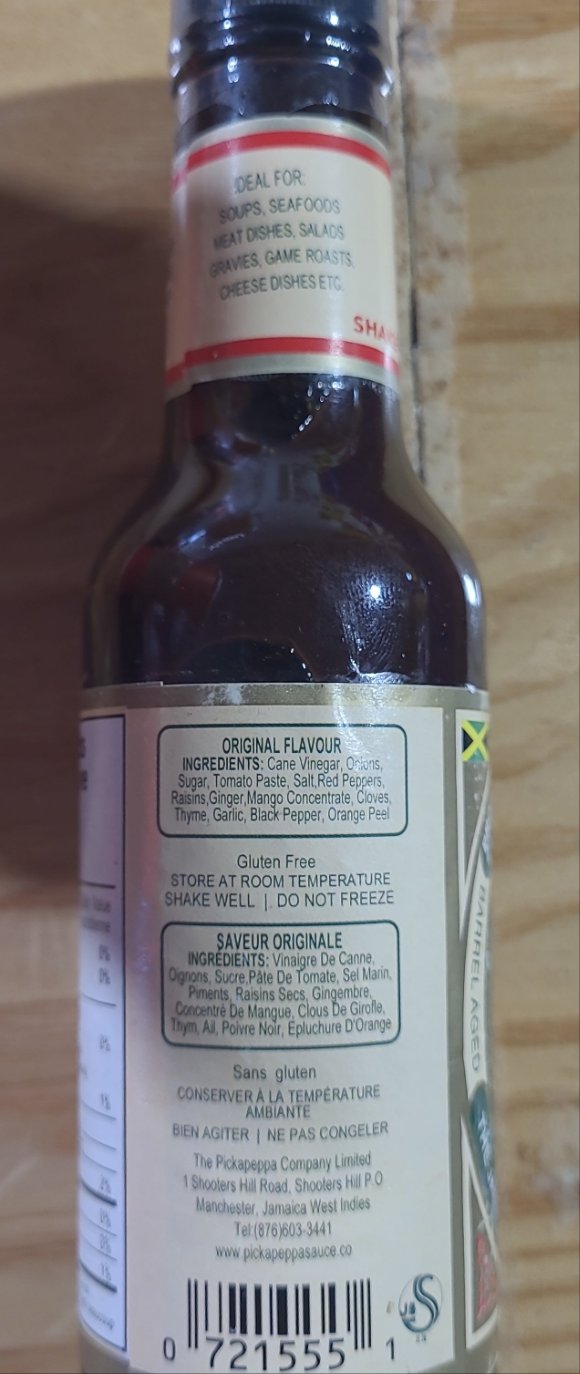 IDEAL FOR:
SOUPS, SEAFOODS
MEAT DISHES, SALADS
GRAVIES, GAME ROASTS,
CHEESE DISHES ETC.
ORIGINAL FLAVOUR
INGREDIENTS: Cane Vinegar, Onions,
Sugar, Tomato Paste, Salt,Red Peppers,
Raisins,Ginger,Mango Concentrate, Cloves,
Thyme, Garlic, Black Pepper, Orange Peel
Gluten Free
STORE AT ROOM TEMPERATURE
SHAKE WELL | DO NOT FREEZE
SAVEUR ORIGINALE
INGRÉDIENTS: Vinaigre De Canne,
Oignons, Sucre,Pâte De Tomate, Sel Marin,
Piments, Raisins Secs, Gingembre,
Concentré De Mangue, Clous De Girofle,
Thym, Ail, Poivre Noir, Epluchure D'Orange
Sans gluten
CONSERVER À LA TEMPÉRATURE
AMBIANTE
BIEN AGITER | NE PAS CONGELER
The Pickapeppa Company Limited
1 Shooters Hill Road, Shooters Hill P.O
Manchester, Jamaica West Indies
Tel:(876)603-3441
www.pickapeppasauce.co
0 721555 1
BARREL AGED